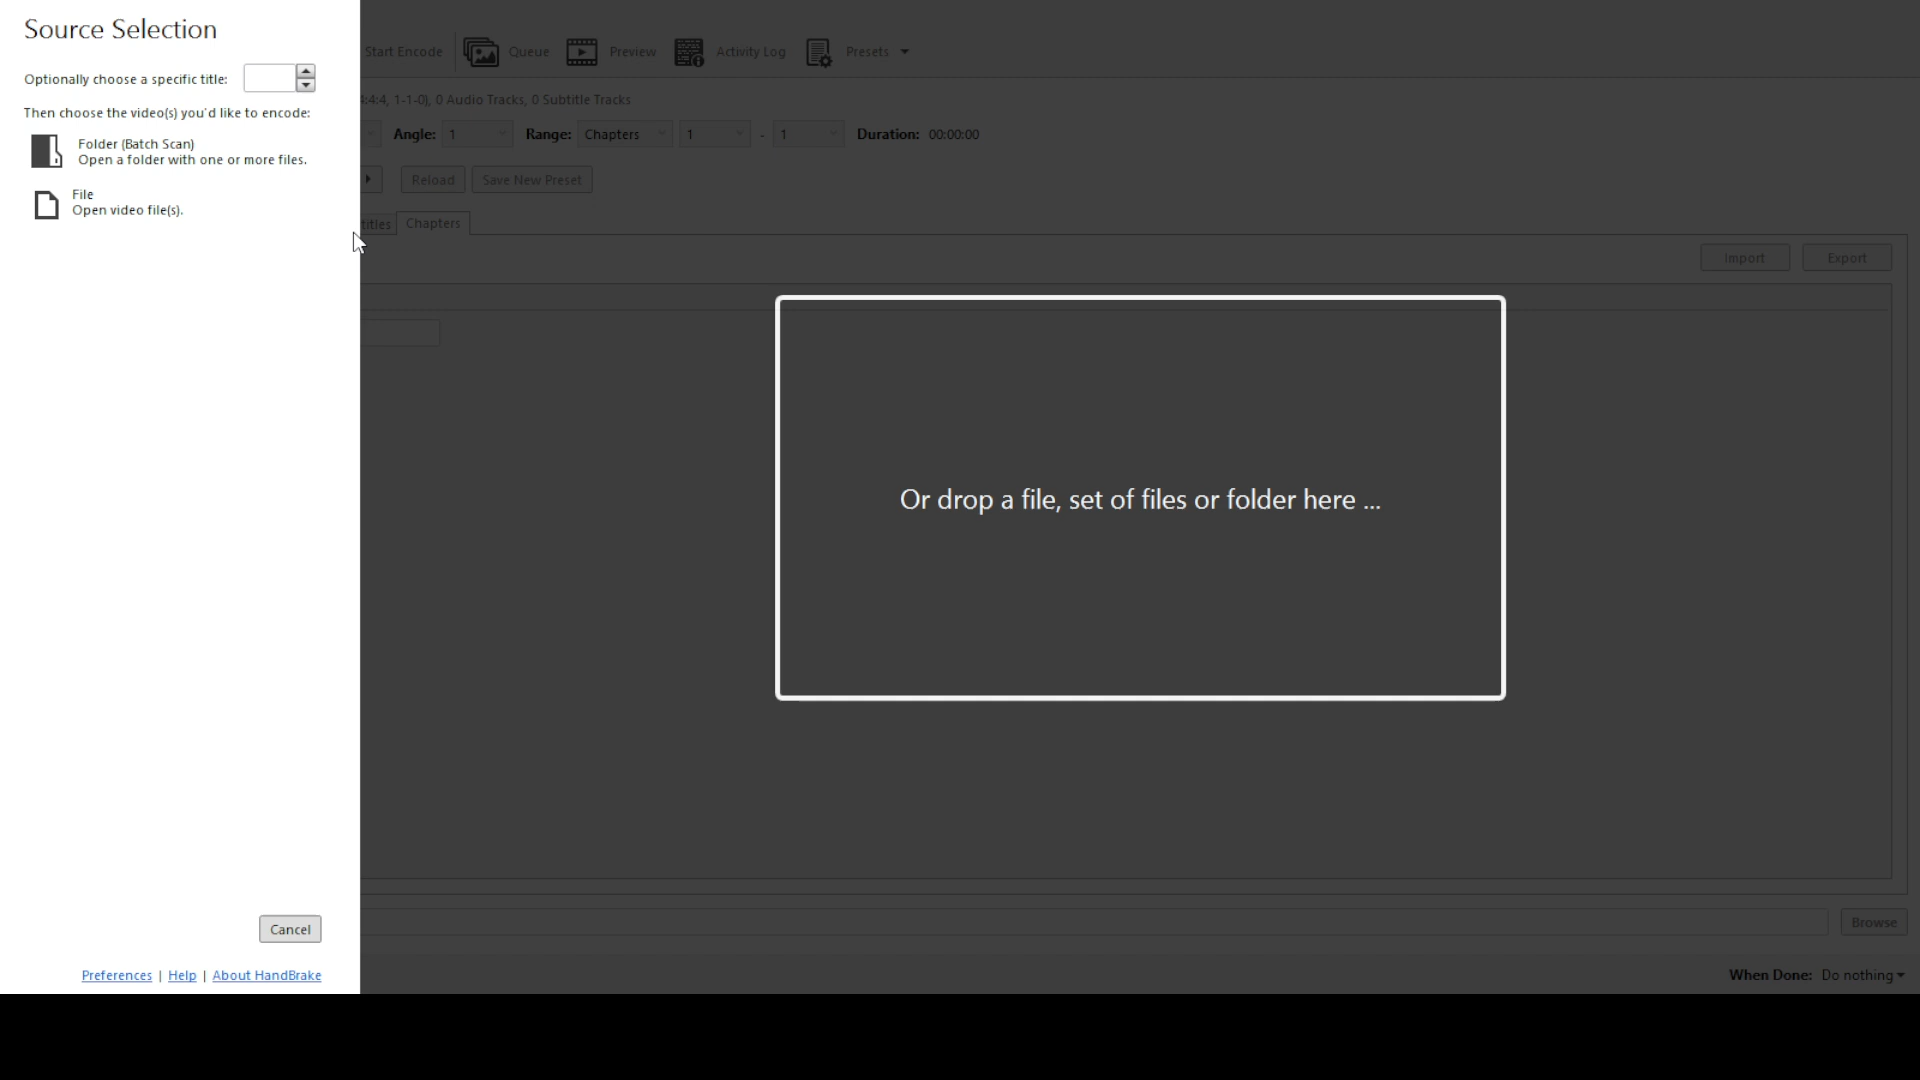 Source Selection
Optionally choose a specific title:
Then choose the video(s) you'd like to encode:
Folder (Batch Scan)
Open a folder with one or more files.
File
Open video file(s).
Cancel
Preferences | Help | About HandBrake
Start Encode Queue Preview Activity Log Presets
4:4, 1-1-0), 0 Audio Tracks, 0 Subtitle Tracks
Angle: 1 Range: Chapters 1 - 1 Duration: 00:00:00
Reload Save New Preset
titles Chapters
Import Export
Or drop a file, set of files or folder here ...
Browse
When Done: Do nothing